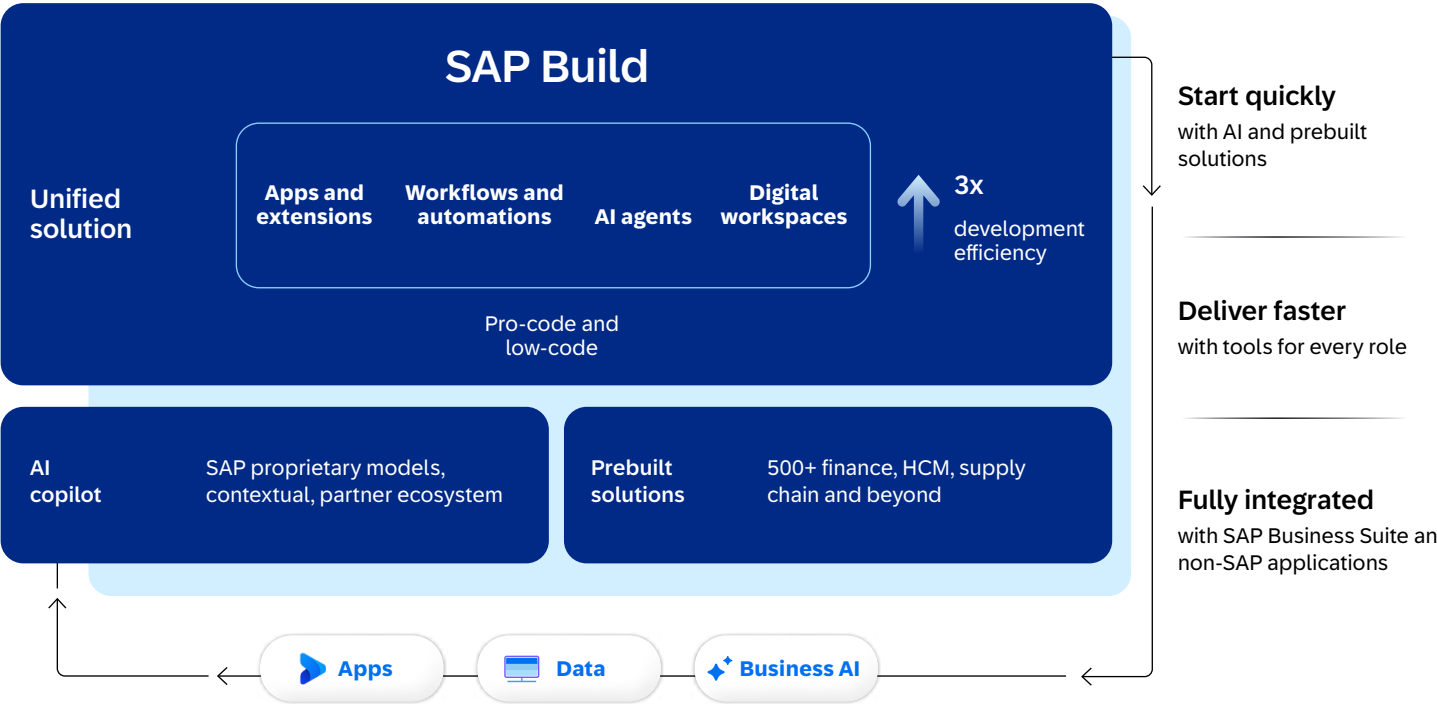 SAP Build
Unified
solution
Apps and
extensions
Workflows and
automations
AI agents
Digital
workspaces
3x
development
efficiency
Pro-code and
low-code
AI
copilot
SAP proprietary models,
contextual, partner ecosystem
Prebuilt
solutions
500+ finance, HCM, supply
chain and beyond
Start quickly
with AI and prebuilt
solutions
Deliver faster
with tools for every role
Fully integrated
with SAP Business Suite an
non-SAP applications
Apps
Data
Business AI